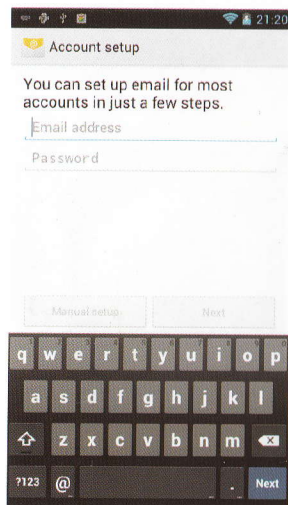 21:20
Account setup
You can set up email for most
accounts in just a few steps.
Email address
Password
Manual setup
Next
q w e r t y u i o p
a s d f g h j k l
z x c v b n m
?123 @ . Next